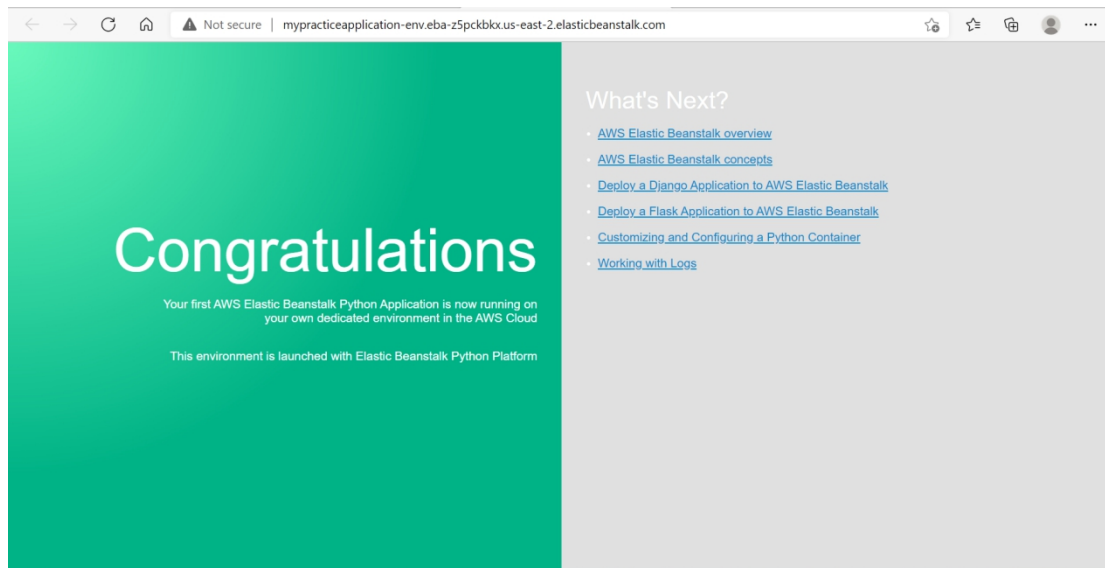 Not secure | mypracticeapplication-env.eba-z5pckbkx.us-east-2.elasticbeanstalk.com
Congratulations
Your first AWS Elastic Beanstalk Python Application is now running on
your own dedicated environment in the AWS Cloud
This environment is launched with Elastic Beanstalk Python Platform
What's Next?
AWS Elastic Beanstalk overview
AWS Elastic Beanstalk concepts
Deploy a Django Application to AWS Elastic Beanstalk
Deploy a Flask Application to AWS Elastic Beanstalk
Customizing and Configuring a Python Container
Working with Logs